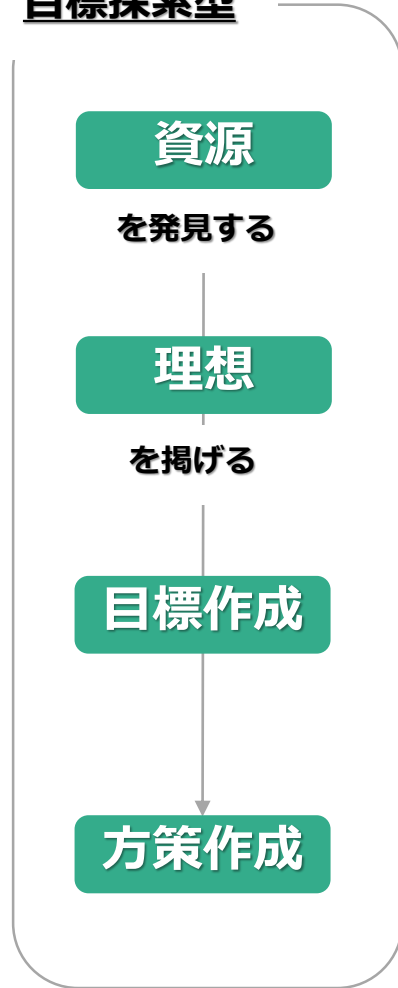 目標探索型
資源
を発見する
理想
を掲げる
目標作成
方策作成